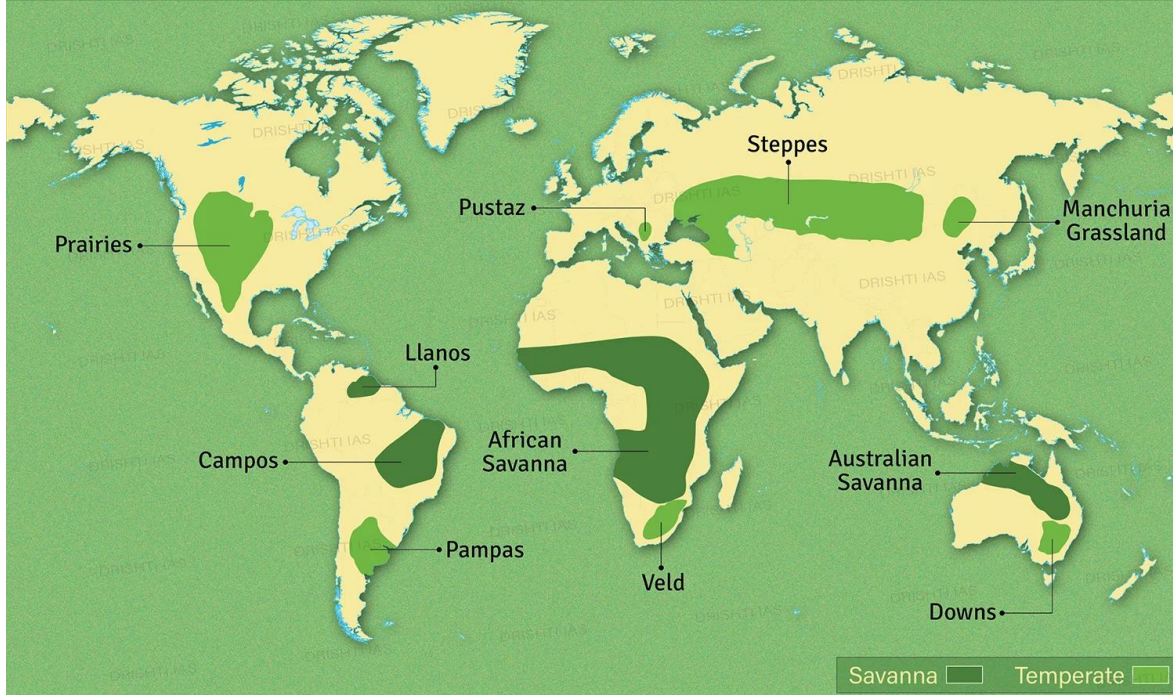 Steppes
Pustaz
Manchuria
Grassland
Prairies
Llanos
African
Savanna
Campos
Australian
Savanna
Pampas
Veld
Downs
Savanna
Temperate
DRISHTI IAS